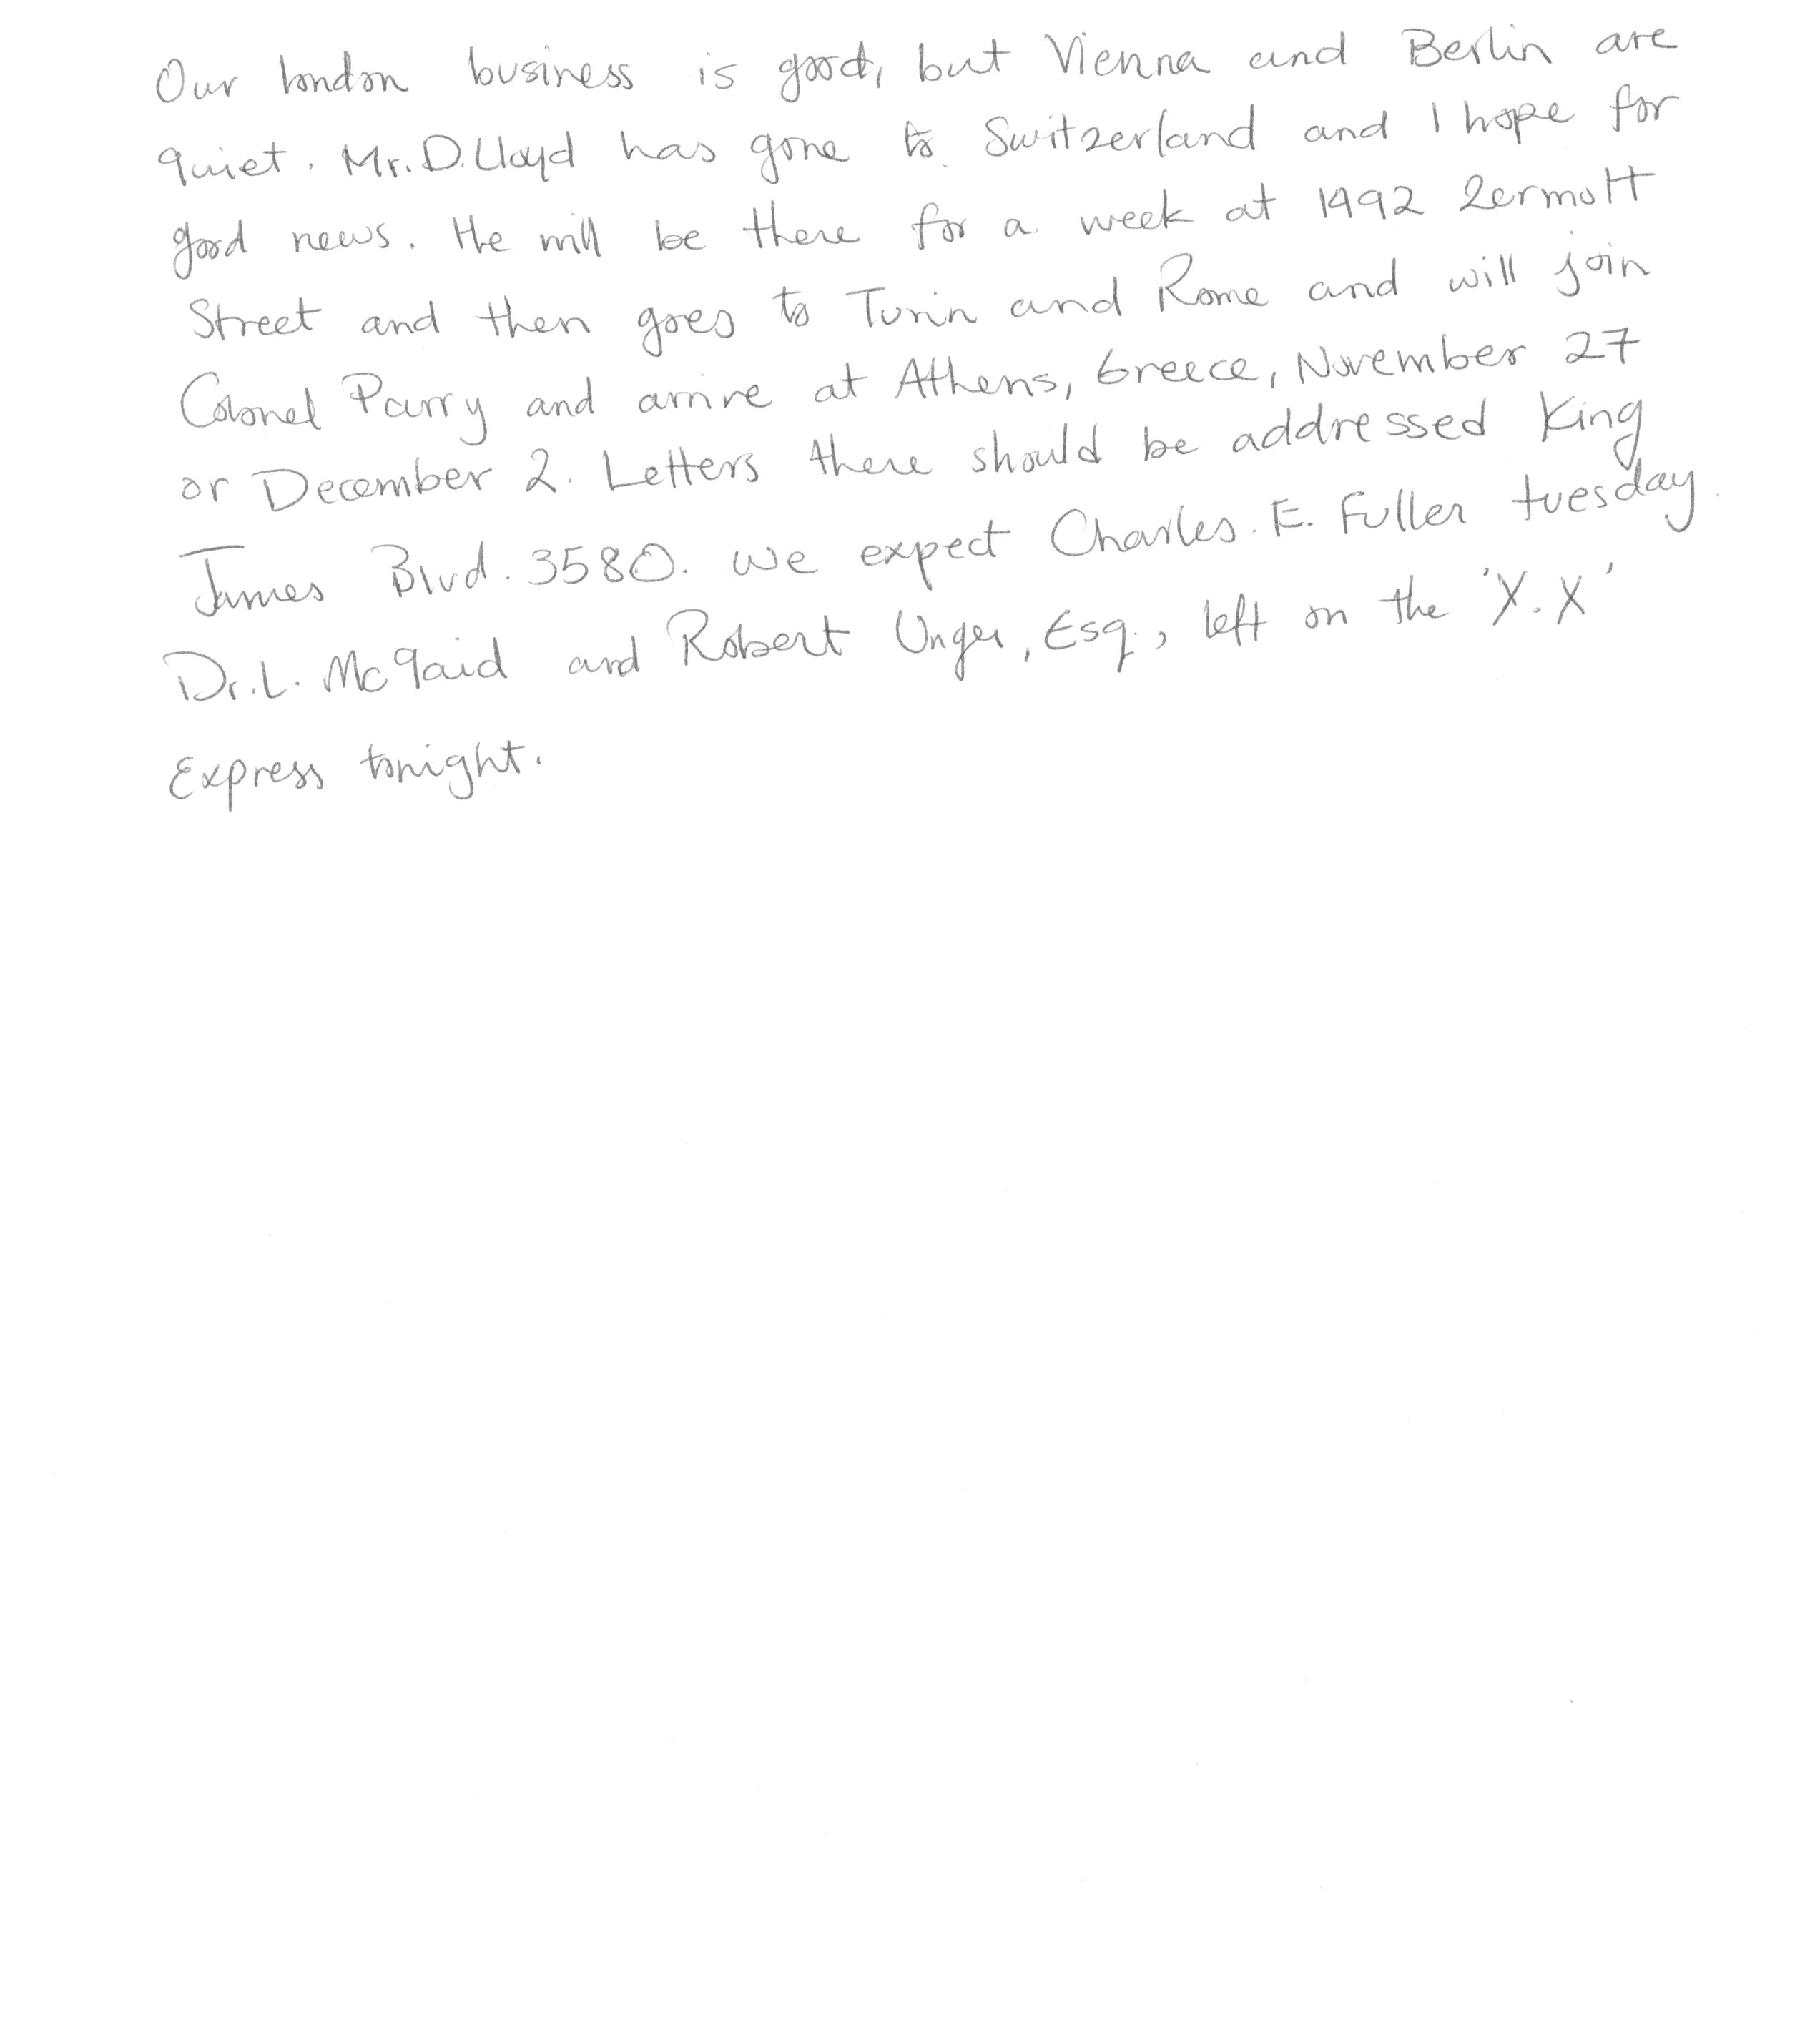 Our london business is good, but Vienna and Berlin are
quiet. Mr. D. Lloyd has gone to Switzerland and I hope for
good news. He will be there for a week at 1492 Zermott
Street and then goes to Turin and Rome and will join
Colonel Parry and arrive at Athens, Greece, November 27
or December 2. Letters there should be addressed King
James Blvd. 3580. we expect Charles. E. Fuller tuesday.
Dr. L. McQaid and Robert Unger, Esq., left on the 'X.X'
Express tonight.